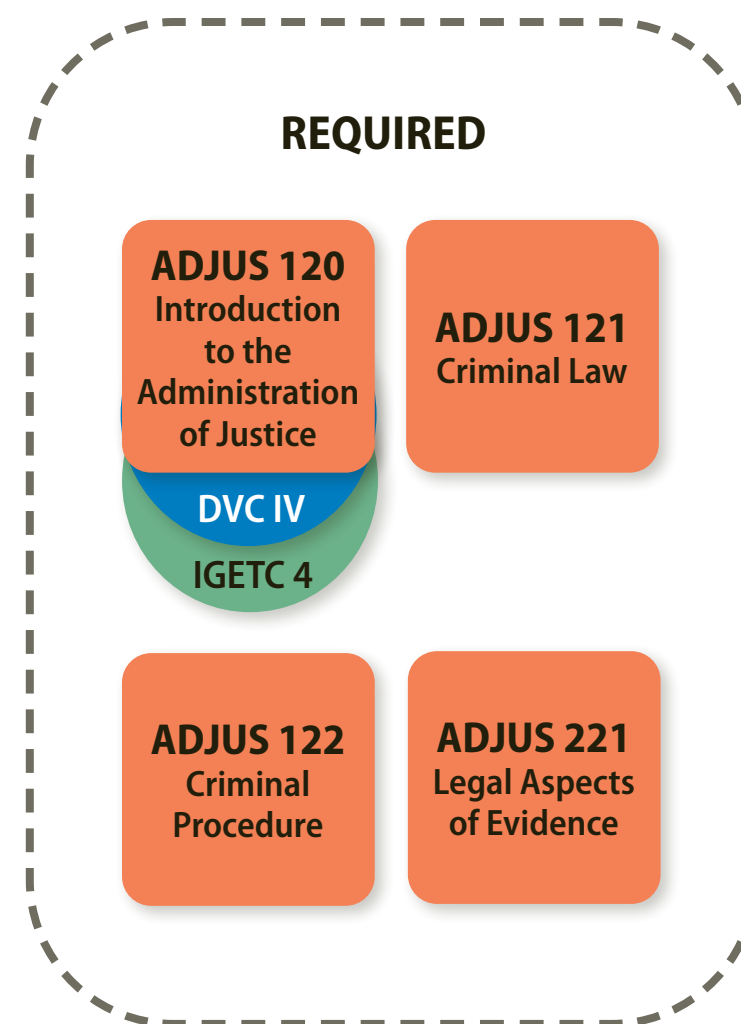 REQUIRED
ADJUS 120
Introduction
to the
Administration
of Justice
DVC IV
IGETC 4
ADJUS 121
Criminal Law
ADJUS 122
Criminal
Procedure
ADJUS 221
Legal Aspects
of Evidence